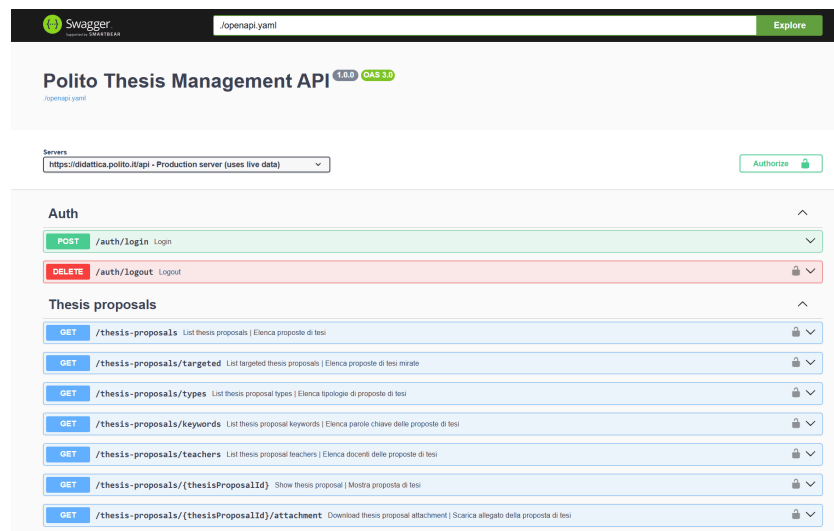 Swagger
Supported by SMARTBEAR
./openapi.yaml
Explore
Polito Thesis Management API 1.0.0 OAS 3.0
./openapi.yaml
Servers
https://didattica.polito.it/api - Production server (uses live data)
Authorize
Auth
POST /auth/login Login
DELETE /auth/logout Logout
Thesis proposals
GET /thesis-proposals List thesis proposals | Elenca proposte di tesi
GET /thesis-proposals/targeted List targeted thesis proposals | Elenca proposte di tesi mirate
GET /thesis-proposals/types List thesis proposal types | Elenca tipologie di proposte di tesi
GET /thesis-proposals/keywords List thesis proposal keywords | Elenca parole chiave delle proposte di tesi
GET /thesis-proposals/teachers List thesis proposal teachers | Elenca docenti delle proposte di tesi
GET /thesis-proposals/{thesisProposalId} Show thesis proposal | Mostra proposta di tesi
GET /thesis-proposals/{thesisProposalId}/attachment Download thesis proposal attachment | Scarica allegato della proposta di tesi